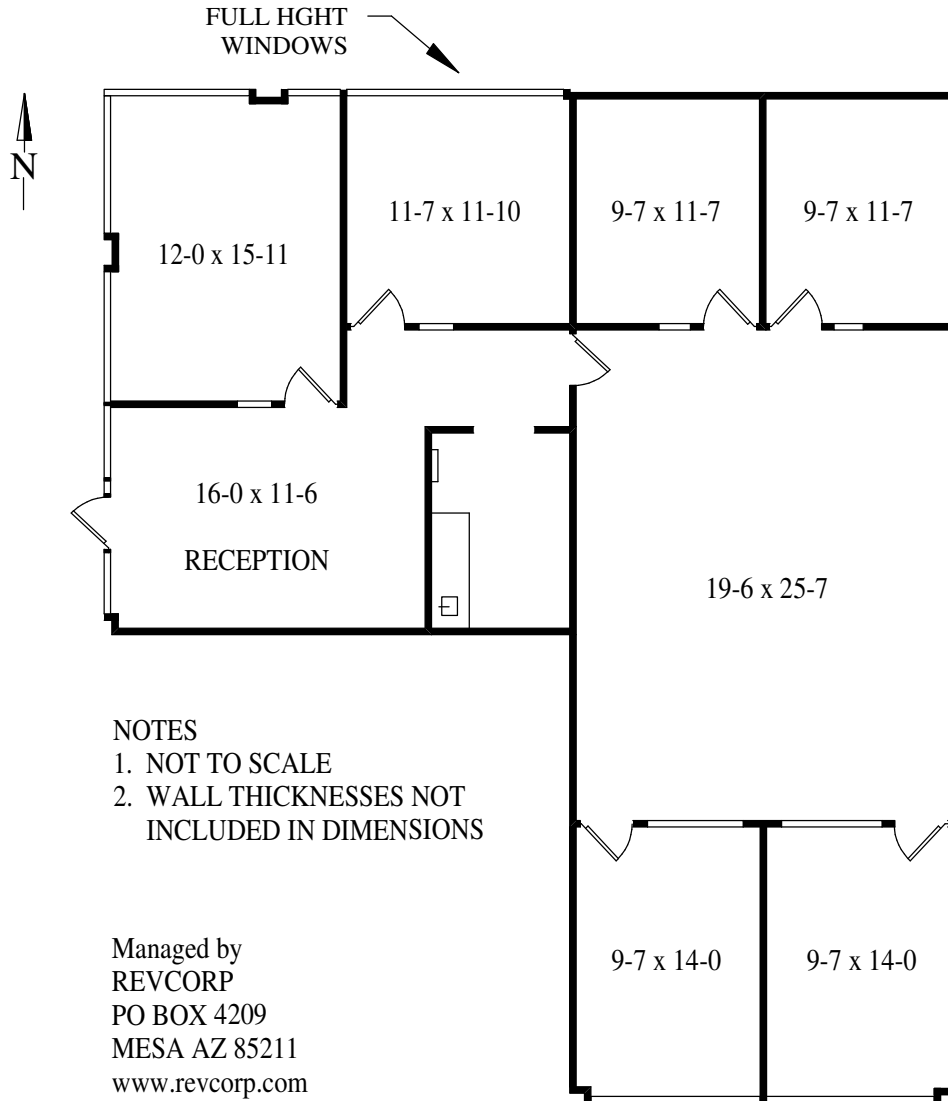 FULL HGHT
WINDOWS
N
11-7 x 11-10
9-7 x 11-7
9-7 x 11-7
12-0 x 15-11
16-0 x 11-6
RECEPTION
19-6 x 25-7
NOTES
1. NOT TO SCALE
2. WALL THICKNESSES NOT
INCLUDED IN DIMENSIONS
Managed by
REVCORP
PO BOX 4209
MESA AZ 85211
www.revcorp.com
9-7 x 14-0
9-7 x 14-0